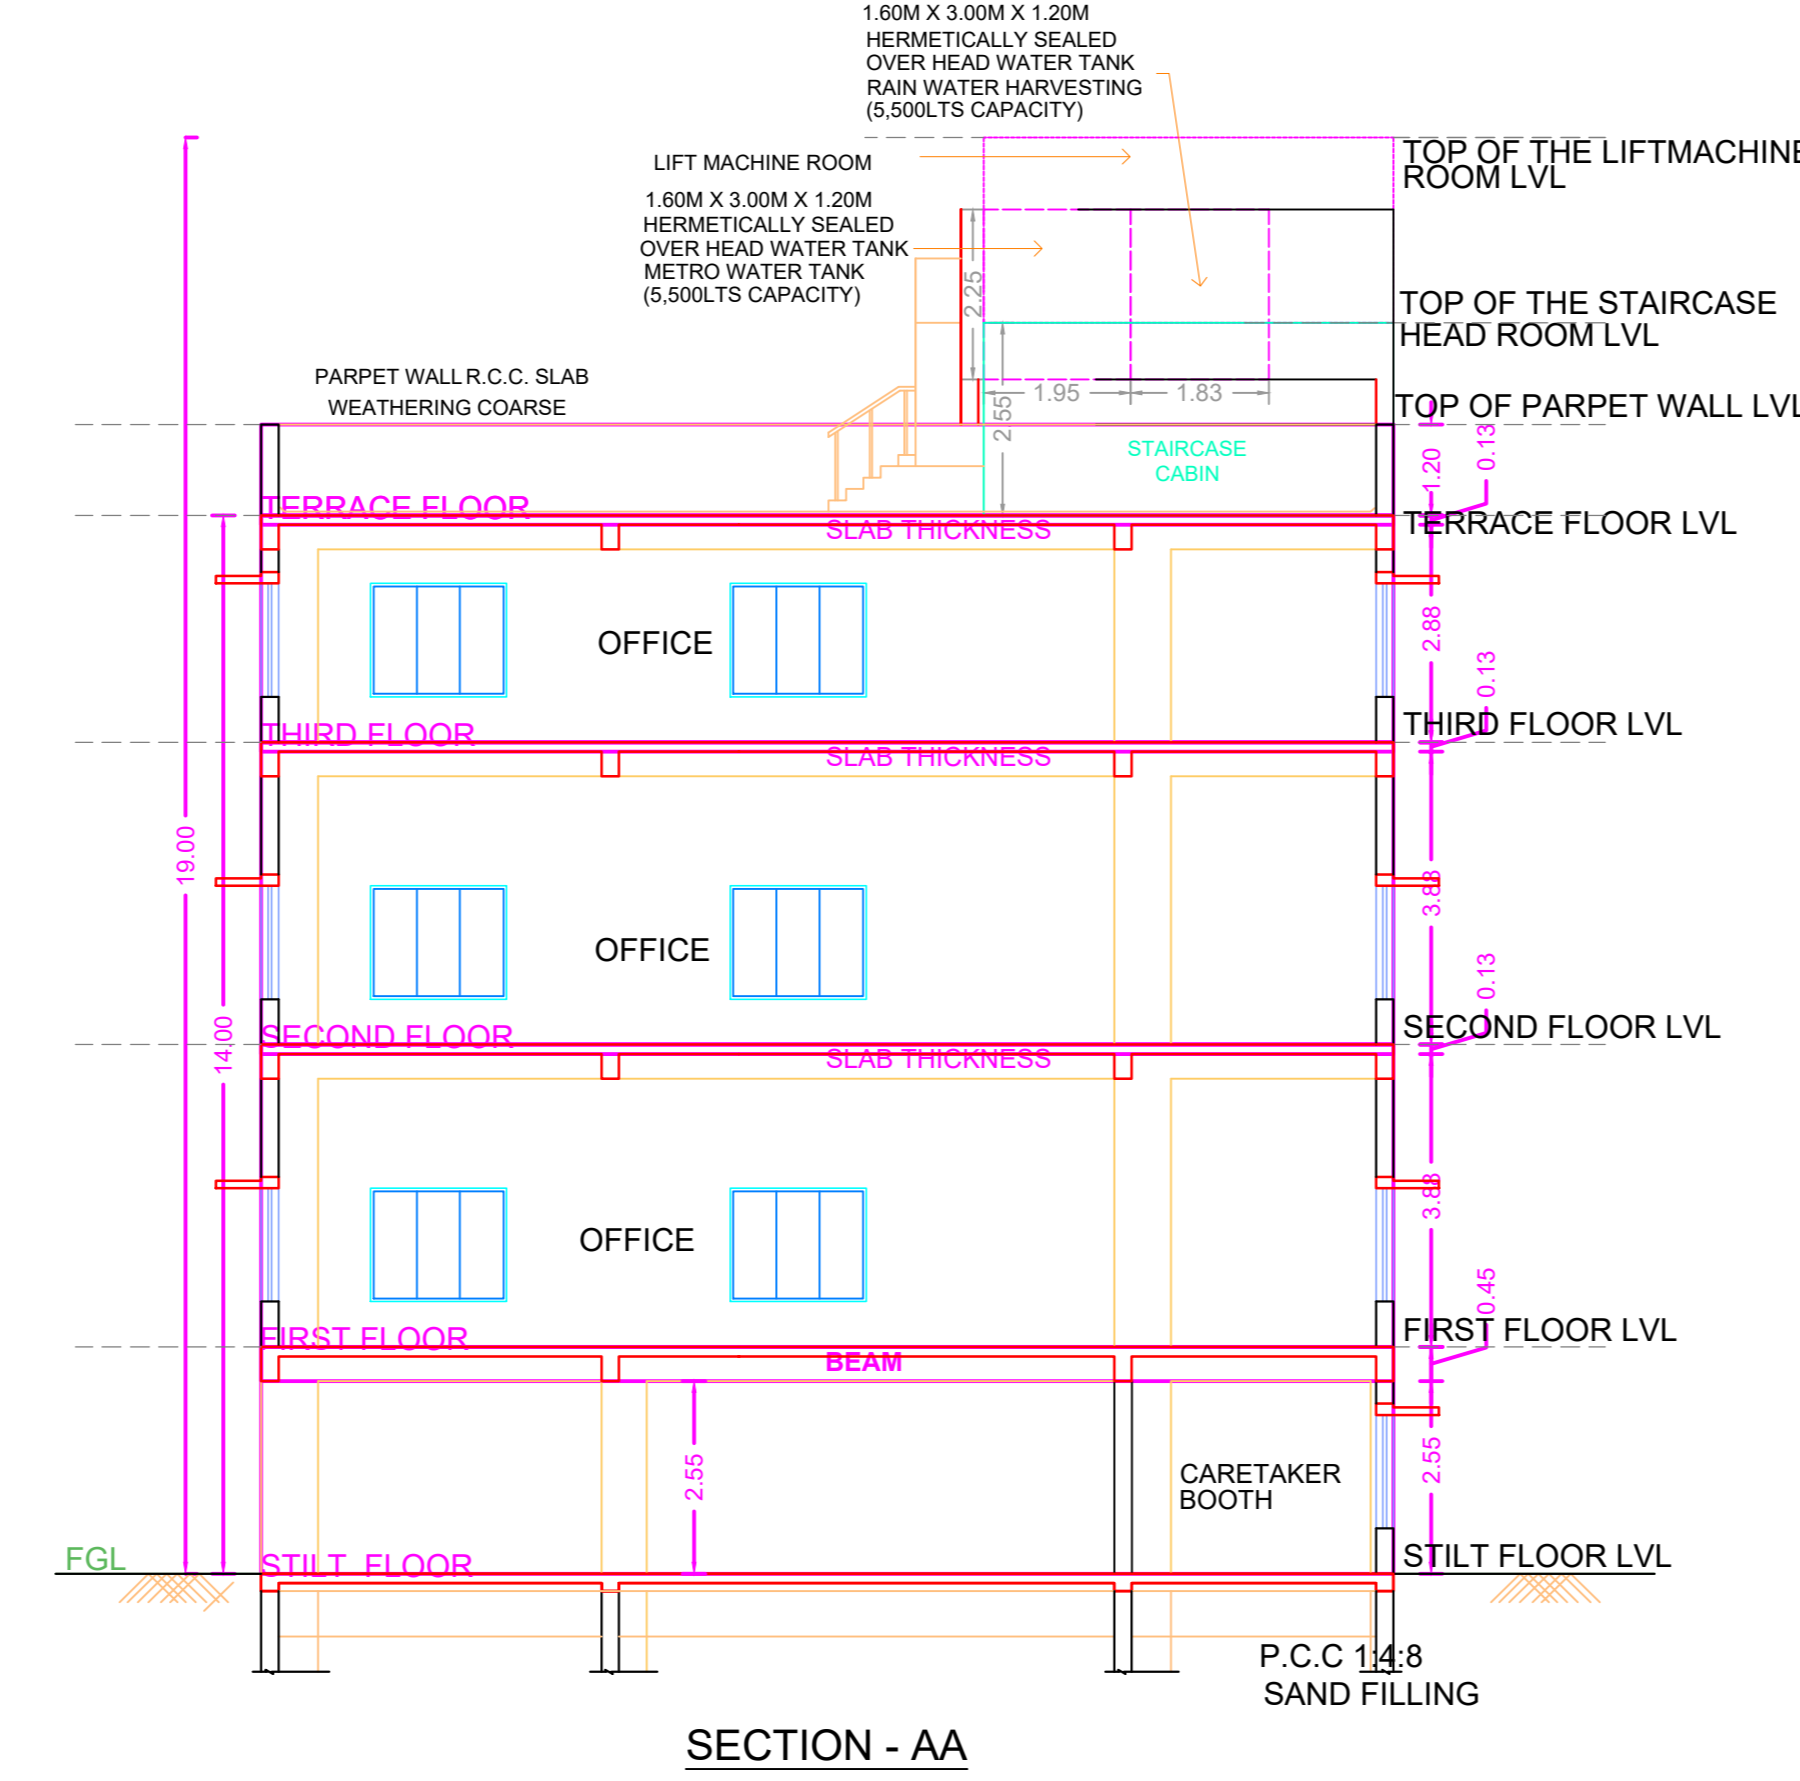 1.60M X 3.00M X 1.20M
HERMETICALLY SEALED
OVER HEAD WATER TANK
RAIN WATER HARVESTING
(5,500LTS CAPACITY)
LIFT MACHINE ROOM
TOP OF THE LIFTMACHINE
ROOM LVL
1.60M X 3.00M X 1.20M
HERMETICALLY SEALED
OVER HEAD WATER TANK
METRO WATER TANK
(5,500LTS CAPACITY)
2.25
TOP OF THE STAIRCASE
HEAD ROOM LVL
PARPET WALL R.C.C. SLAB
WEATHERING COARSE
1.95
1.83
2.55
TOP OF PARPET WALL LVL
STAIRCASE
CABIN
1.20
0.13
TERRACE FLOOR
SLAB THICKNESS
TERRACE FLOOR LVL
OFFICE
2.88
0.13
THIRD FLOOR
SLAB THICKNESS
THIRD FLOOR LVL
19.00
3.88
OFFICE
0.13
14.00
SECOND FLOOR
SLAB THICKNESS
SECOND FLOOR LVL
OFFICE
3.88
0.45
FIRST FLOOR
BEAM
FIRST FLOOR LVL
2.55
2.55
CARETAKER
BOOTH
FGL
STILT FLOOR
STILT FLOOR LVL
P.C.C 1:4:8
SAND FILLING
SECTION - AA